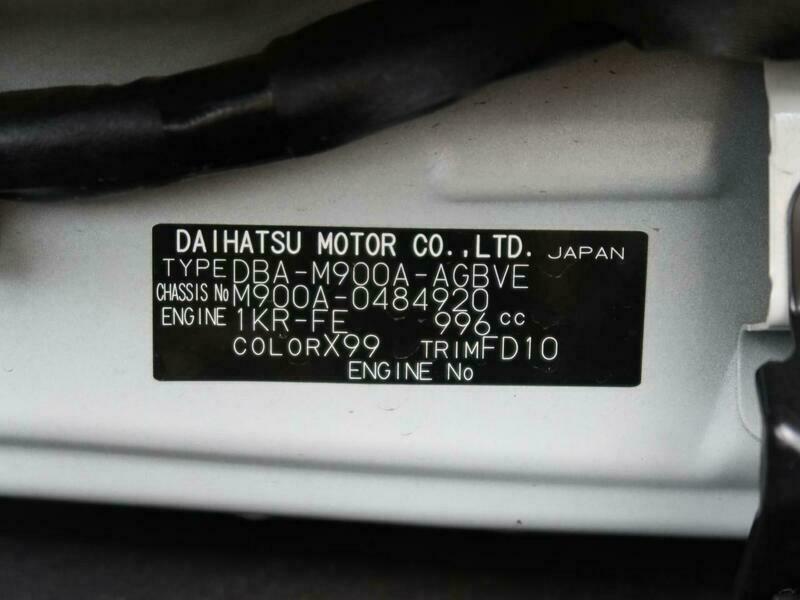 DAIHATSU MOTOR CO.,LTD. JAPAN
TYPE DBA-M900A-AGBVE
CHASSIS No M900A-0484920
ENGINE 1KR-FE 996 cc
COLOR X99 TRIM FD10
ENGINE No